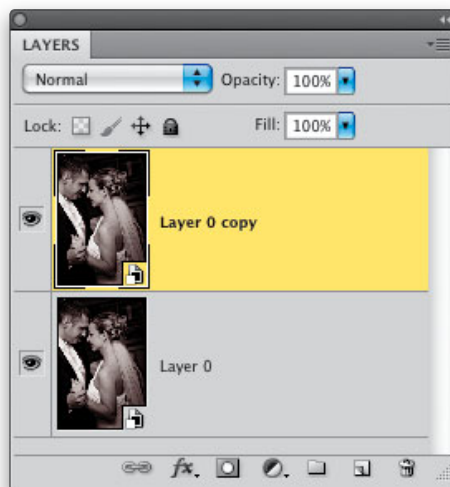 LAYERS
Normal Opacity: 100%
Lock: Fill: 100%
Layer 0 copy
Layer 0
fx.